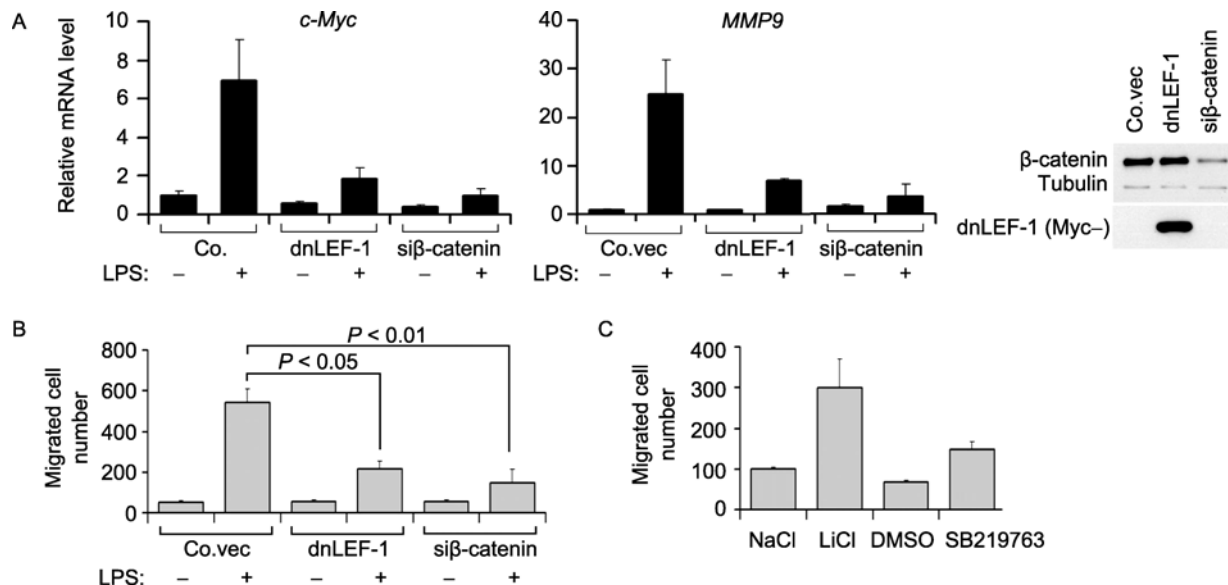 A
c-Myc
Relative mRNA level
10
8
6
4
2
0
Co.
dnLEF-1
siβ-catenin
LPS: – + – + – +
MMP9
40
30
20
10
0
Co.vec
dnLEF-1
siβ-catenin
LPS: – + – + – +
Co.vec
dnLEF-1
siβ-catenin
β-catenin
Tubulin
dnLEF-1 (Myc–)
B
P < 0.01
P < 0.05
Migrated cell
number
800
600
400
200
0
Co.vec
dnLEF-1
siβ-catenin
LPS: – + – + – +
C
Migrated cell
number
400
300
200
100
0
NaCl
LiCl
DMSO
SB219763